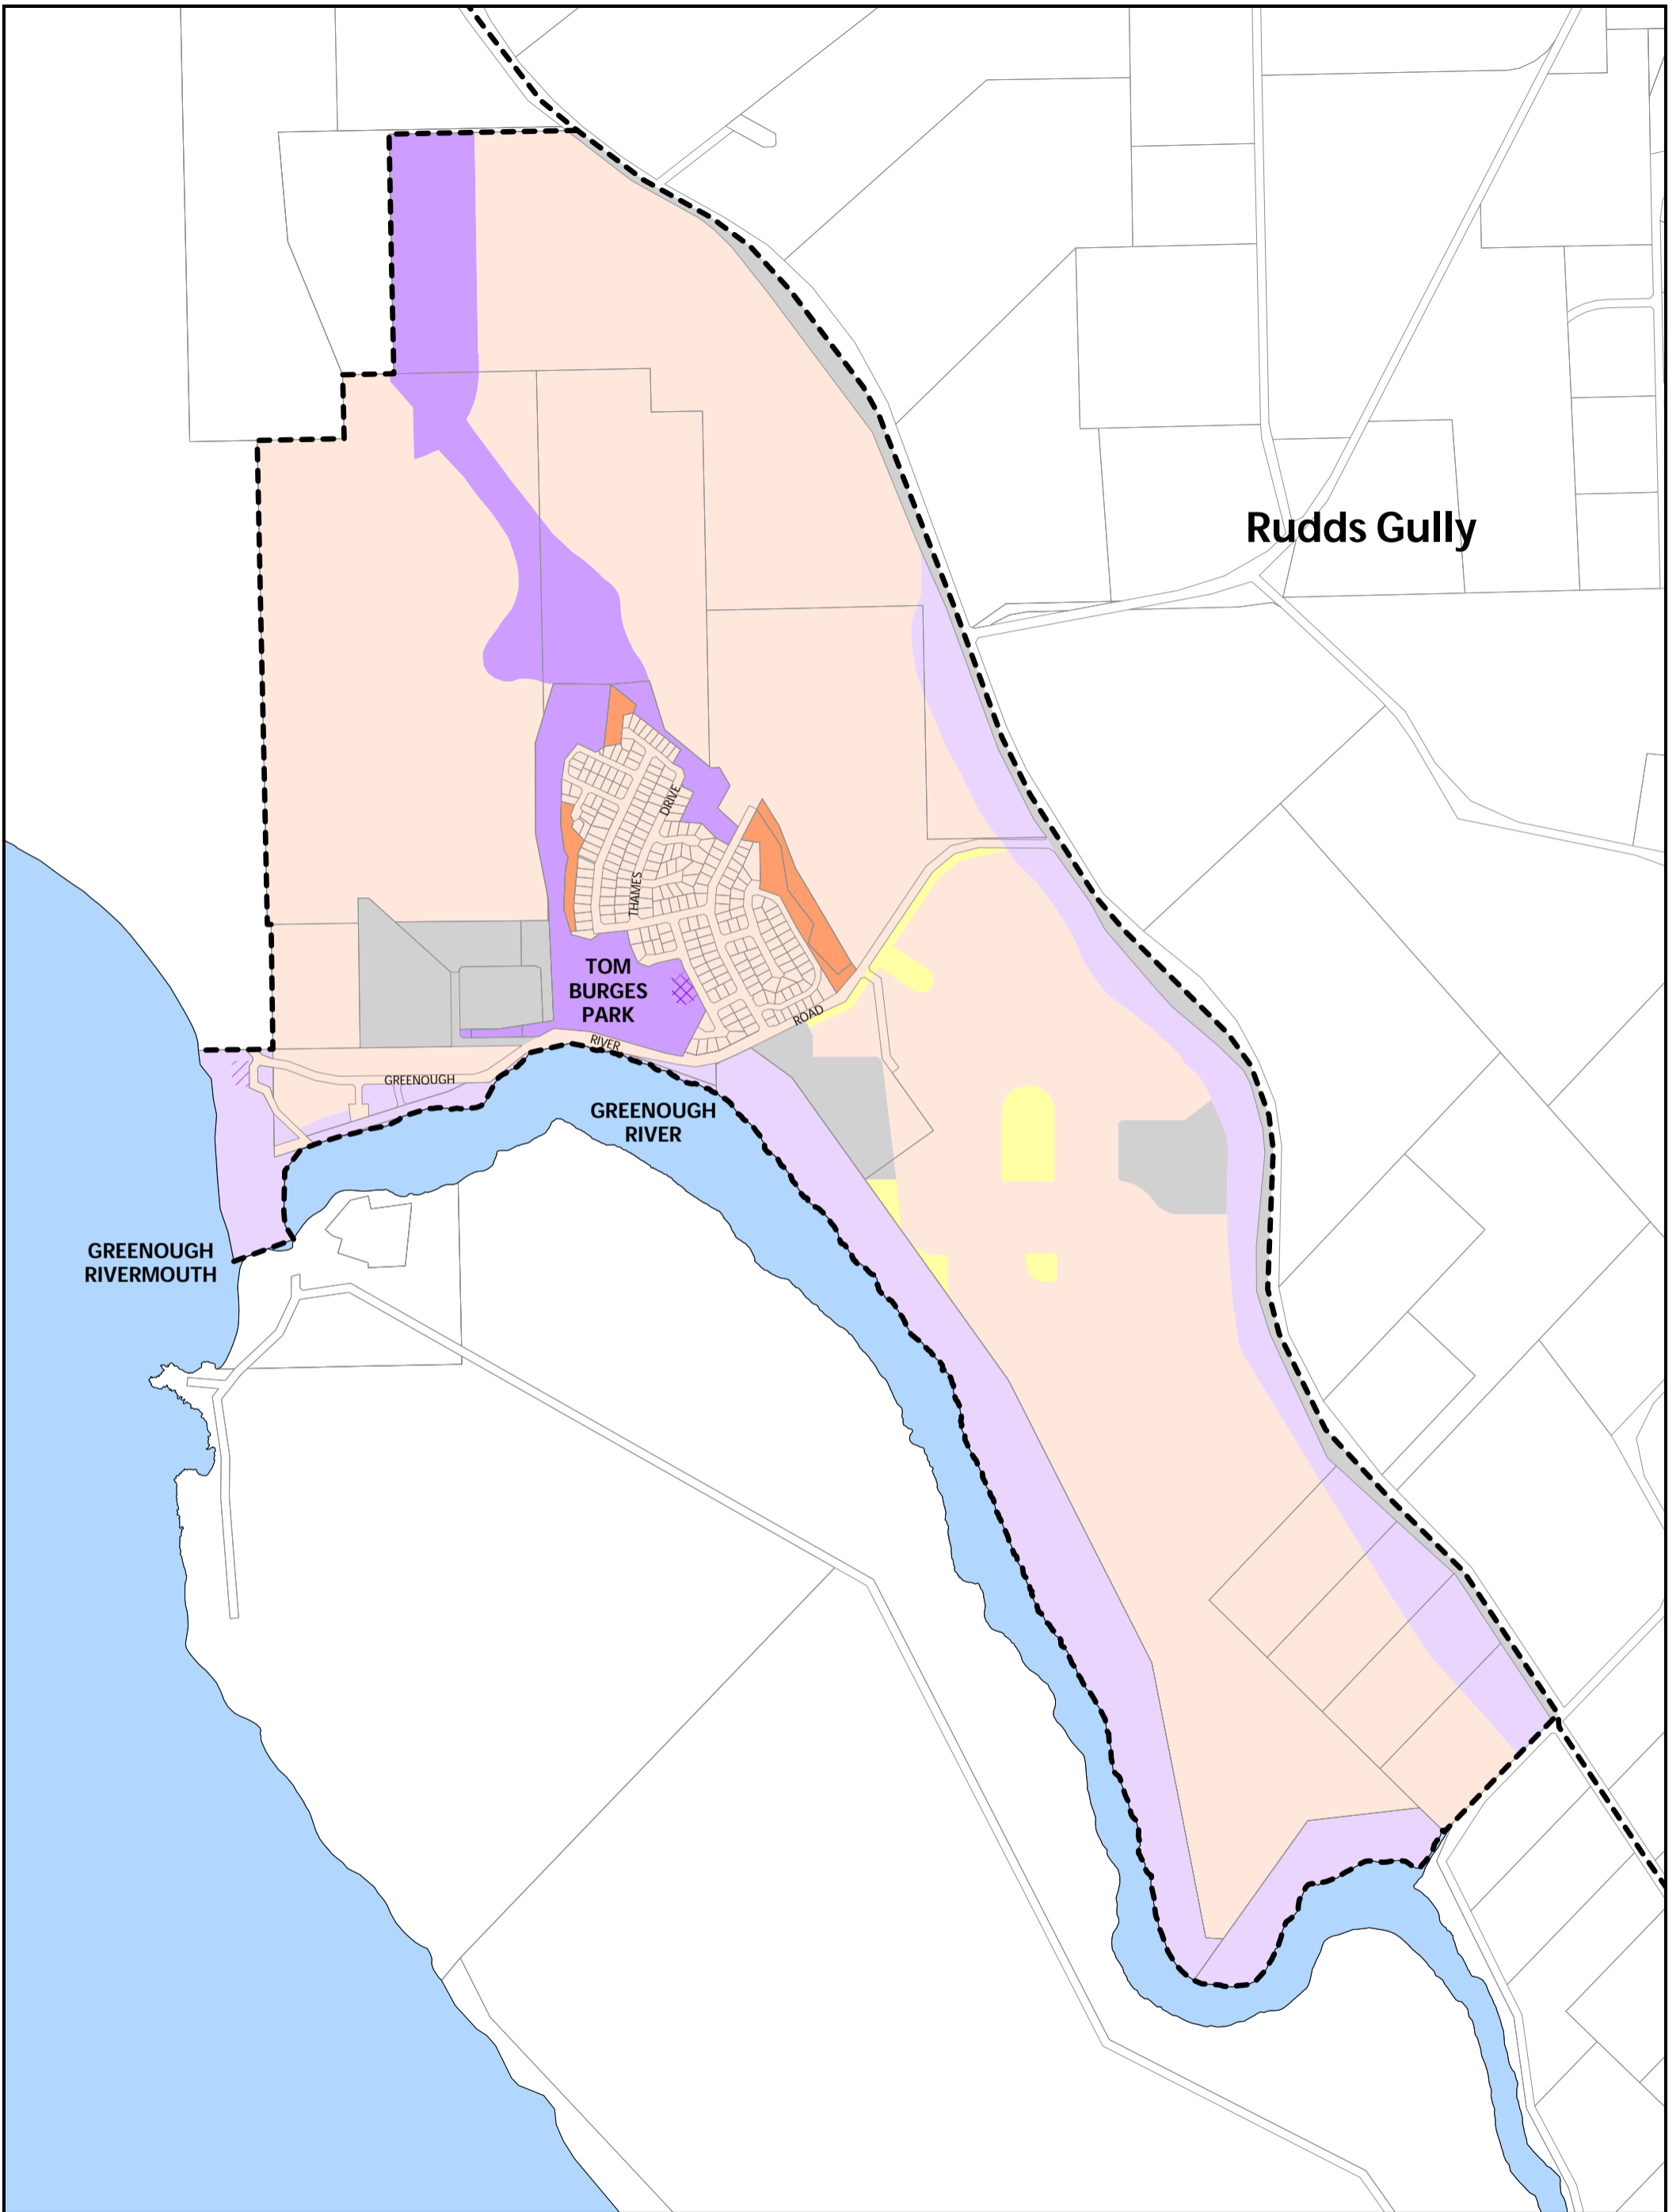 Rudds Gully
DRIVE
THAMES
TOM
BURGES
PARK
ROAD
RIVER
GREENOUGH
GREENOUGH
RIVER
GREENOUGH
RIVERMOUTH